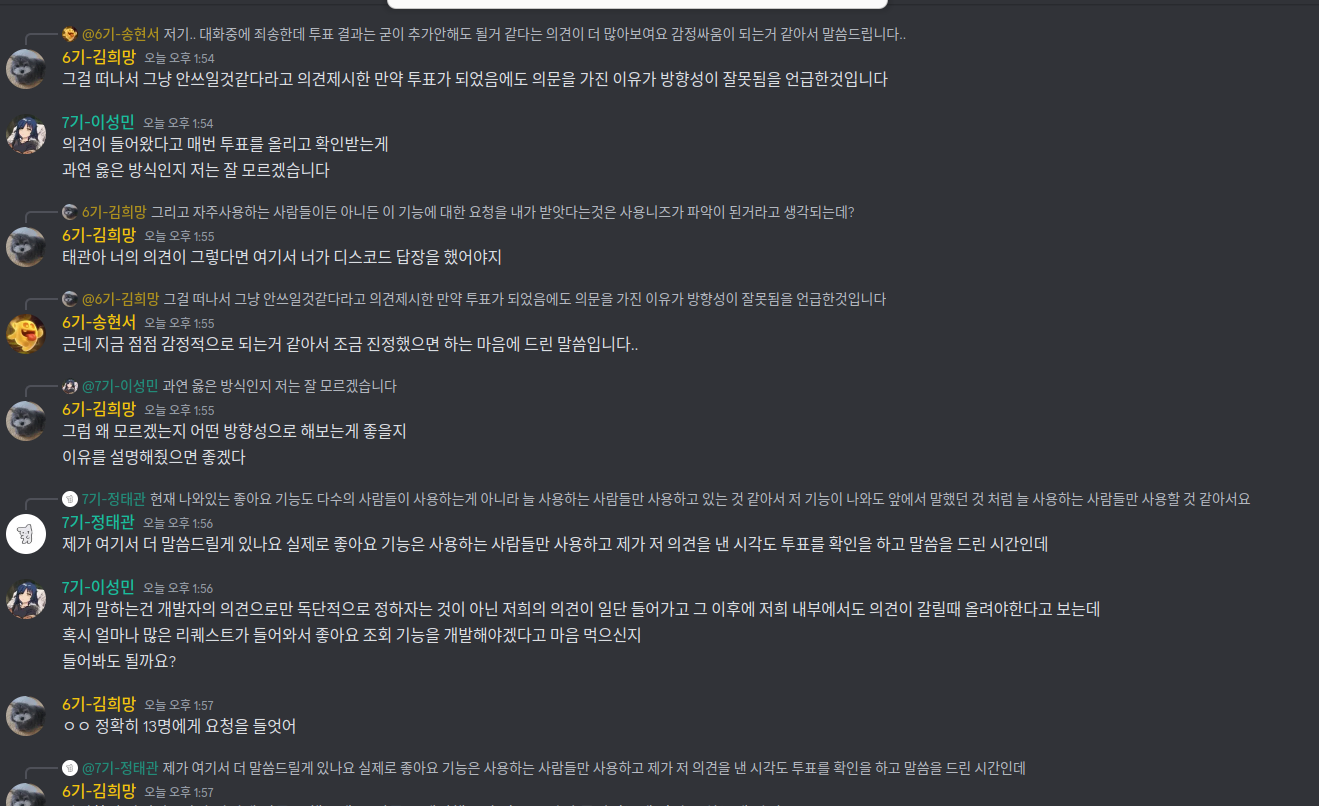 @6기-송현서 저기.. 대화중에 죄송한데 투표 결과는 굳이 추가안해도 될거 같다는 의견이 더 많아보여요 감정싸움이 되는거 같아서 말씀드립니다..
6기-김희망 오늘 오후 1:54
그걸 떠나서 그냥 안쓰일것같다라고 의견제시한 만약 투표가 되었음에도 의문을 가진 이유가 방향성이 잘못됨을 언급한것입니다
7기-이성민 오늘 오후 1:54
의견이 들어왔다고 매번 투표를 올리고 확인받는게
과연 옳은 방식인지 저는 잘 모르겠습니다
6기-김희망 그리고 자주사용하는 사람들이든 아니든 이 기능에 대한 요청을 내가 받앗다는것은 사용니즈가 파악이 된거라고 생각되는데?
6기-김희망 오늘 오후 1:55
태관아 너의 의견이 그렇다면 여기서 너가 디스코드 답장을 했어야지
@6기-김희망 그걸 떠나서 그냥 안쓰일것같다라고 의견제시한 만약 투표가 되었음에도 의문을 가진 이유가 방향성이 잘못됨을 언급한것입니다
6기-송현서 오늘 오후 1:55
근데 지금 점점 감정적으로 되는거 같아서 조금 진정했으면 하는 마음에 드린 말씀입니다..
@7기-이성민 과연 옳은 방식인지 저는 잘 모르겠습니다
6기-김희망 오늘 오후 1:55
그럼 왜 모르겠는지 어떤 방향성으로 해보는게 좋을지
이유를 설명해줬으면 좋겠다
7기-정태관 현재 나와있는 좋아요 기능도 다수의 사람들이 사용하는게 아니라 늘 사용하는 사람들만 사용하고 있는 것 같아서 저 기능이 나와도 앞에서 말했던 것 처럼 늘 사용하는 사람들만 사용할 것 같아서요
7기-정태관 오늘 오후 1:56
제가 여기서 더 말씀드릴게 있나요 실제로 좋아요 기능은 사용하는 사람들만 사용하고 제가 저 의견을 낸 시각도 투표를 확인을 하고 말씀을 드린 시간인데
7기-이성민 오늘 오후 1:56
제가 말하는건 개발자의 의견으로만 독단적으로 정하자는 것이 아닌 저희의 의견이 일단 들어가고 그 이후에 저희 내부에서도 의견이 갈릴때 올려야한다고 보는데
혹시 얼마나 많은 리퀘스트가 들어와서 좋아요 조회 기능을 개발해야겠다고 마음 먹으신지
들어봐도 될까요?
6기-김희망 오늘 오후 1:57
ㅇㅇ 정확히 13명에게 요청을 들엇어
@7기-정태관 제가 여기서 더 말씀드릴게 있나요 실제로 좋아요 기능은 사용하는 사람들만 사용하고 제가 저 의견을 낸 시각도 투표를 확인을 하고 말씀을 드린 시간인데
6기-김희망 오늘 오후 1:57